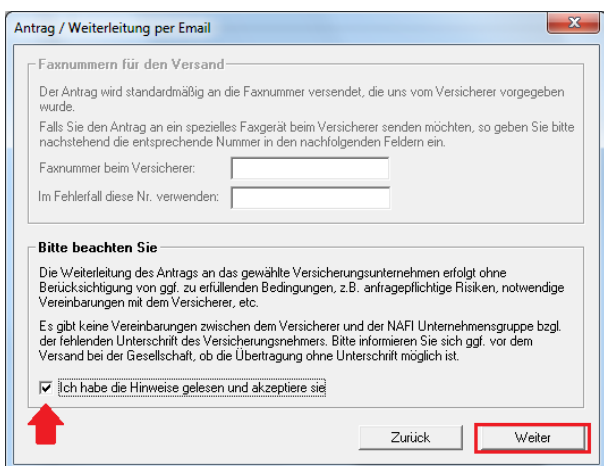 Antrag / Weiterleitung per Email
Faxnummern für den Versand
Der Antrag wird standardmäßig an die Faxnummer versendet, die uns vom Versicherer vorgegeben
wurde.
Falls Sie den Antrag an ein spezielles Faxgerät beim Versicherer senden möchten, so geben Sie bitte
nachstehend die entsprechende Nummer in den nachfolgenden Feldern ein.
Faxnummer beim Versicherer:
Im Fehlerfall diese Nr. verwenden:
Bitte beachten Sie
Die Weiterleitung des Antrags an das gewählte Versicherungsunternehmen erfolgt ohne
Berücksichtigung von ggf. zu erfüllenden Bedingungen, z.B. anfragepflichtige Risiken, notwendige
Vereinbarungen mit dem Versicherer, etc.
Es gibt keine Vereinbarungen zwischen dem Versicherer und der NAFI Unternehmensgruppe bzgl.
der fehlenden Unterschrift des Versicherungsnehmers. Bitte informieren Sie sich ggf. vor dem
Versand bei der Gesellschaft, ob die Übertragung ohne Unterschrift möglich ist.
Ich habe die Hinweise gelesen und akzeptiere sie
Zurück
Weiter